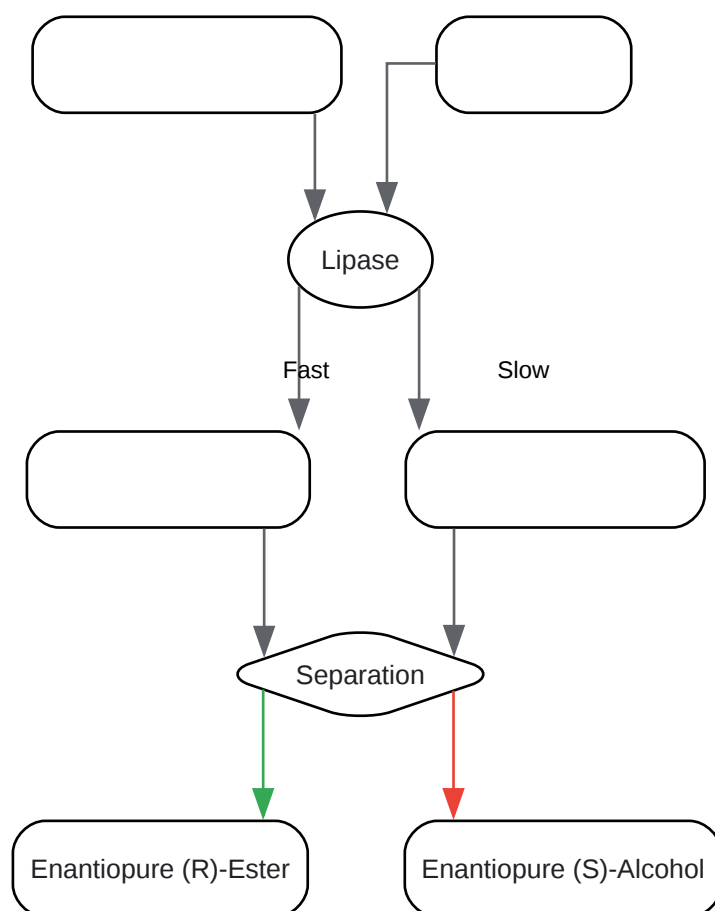 Lipase
Fast
Slow
Separation
Enantiopure (R)-Ester
Enantiopure (S)-Alcohol